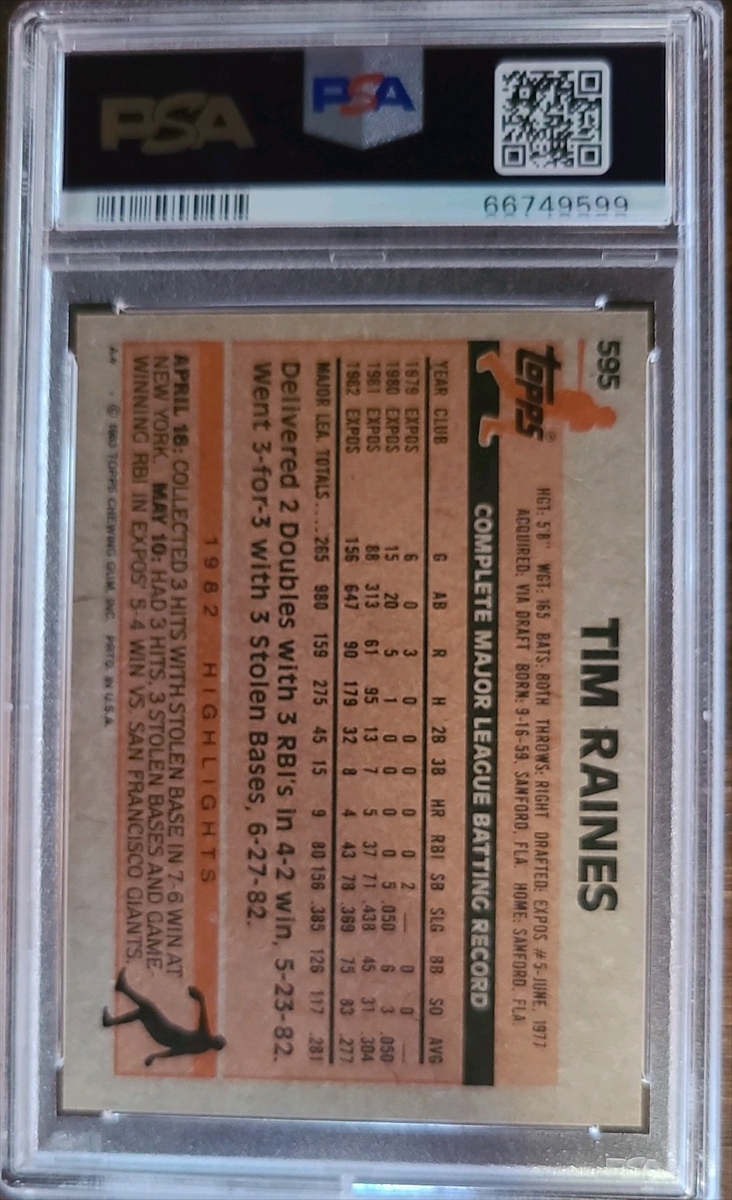 PSA
PSA
66749599
595
topps®
TIM RAINES
HGT: 5'8" WGT: 165 BATS: BOTH THROWS: RIGHT DRAFTED: EXPOS #5-JUNE, 1977
ACQUIRED: VIA DRAFT BORN: 9-16-59, SANFORD, FLA. HOME: SANFORD, FLA.
COMPLETE MAJOR LEAGUE BATTING RECORD
YEAR CLUB G AB R H 2B 3B HR RBI SB SLG BB SO AVG
1979 EXPOS 6 0 3 0 0 0 0 0 2 — 0 0 —
1980 EXPOS 15 20 5 1 0 0 0 0 5 .050 6 3 .050
1981 EXPOS 88 313 61 95 13 7 5 37 71 .438 45 31 .304
1982 EXPOS 156 647 90 179 32 8 4 43 78 .369 75 83 .277
MAJOR LEA. TOTALS.... 265 980 159 275 45 15 9 80 156 .385 126 117 .281
Delivered 2 Doubles with 3 RBI's in 4-2 win, 5-23-82.
Went 3-for-3 with 3 Stolen Bases, 6-27-82.
1982 HIGHLIGHTS
APRIL 18: COLLECTED 3 HITS WITH STOLEN BASE IN 7-6 WIN AT
NEW YORK. MAY 10: HAD 3 HITS, 3 STOLEN BASES AND GAME-
WINNING RBI IN EXPOS' 5-4 WIN VS. SAN FRANCISCO GIANTS.
© 1983 TOPPS CHEWING GUM, INC. PRTD. IN U.S.A.
PSA